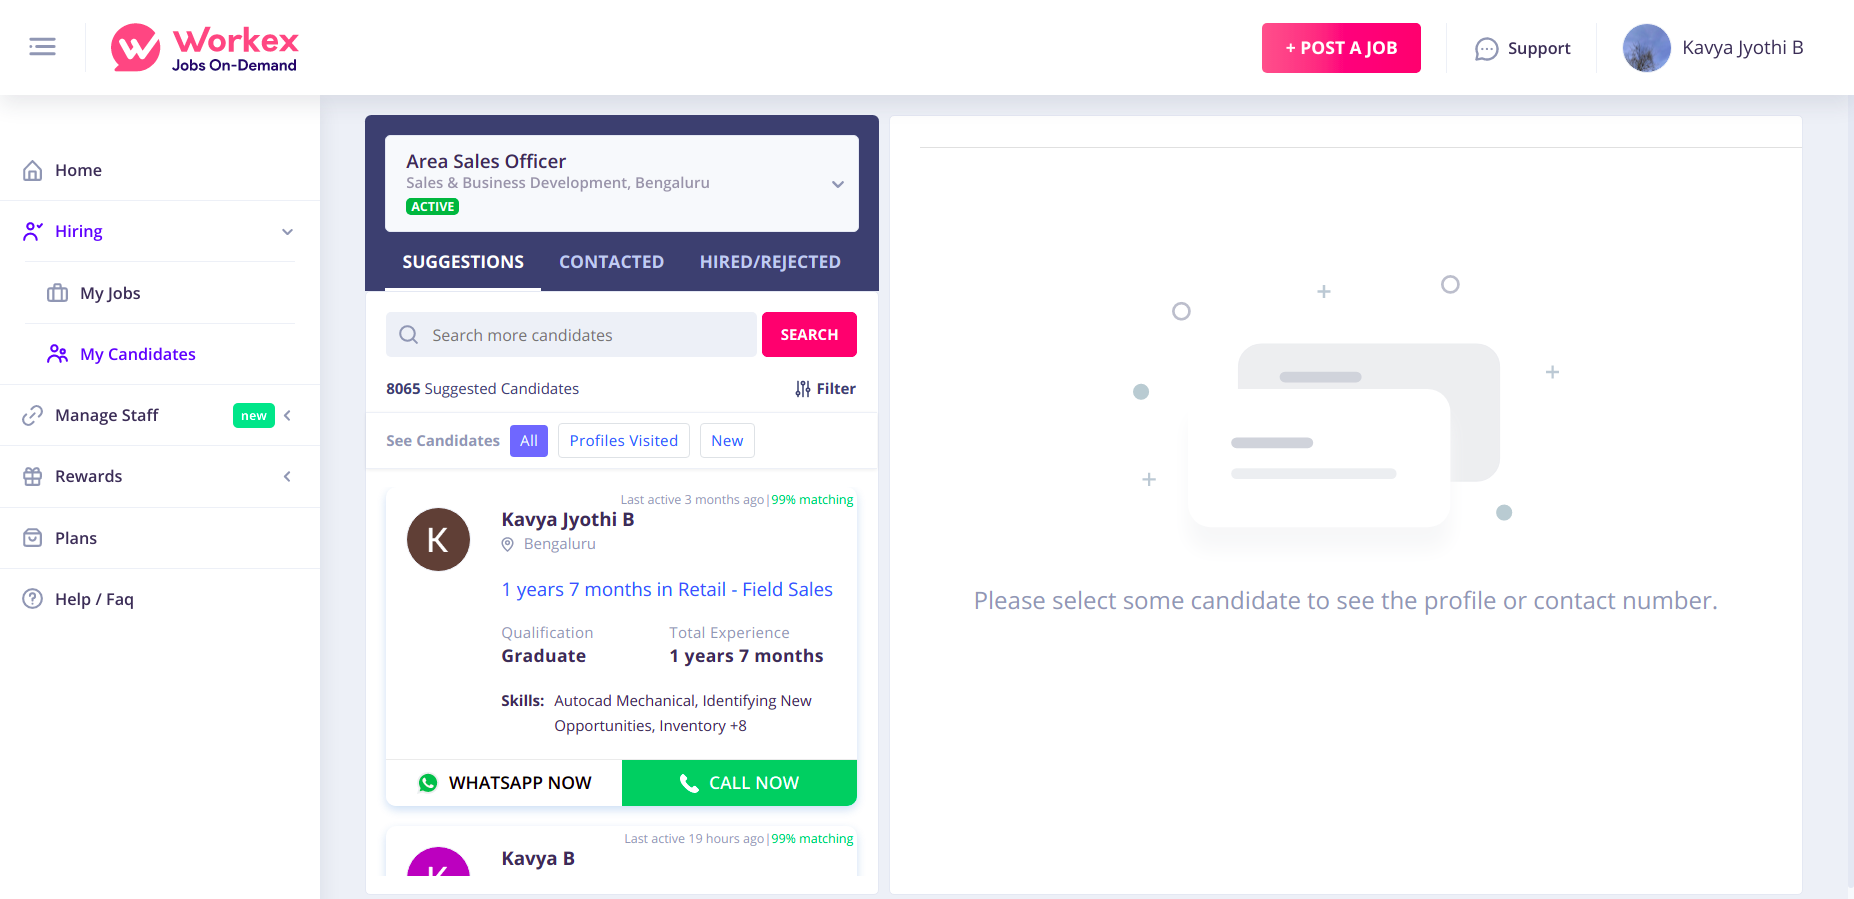 Workex
Jobs On-Demand
+ POST A JOB
Support
Kavya Jyothi B
Home
Hiring
My Jobs
My Candidates
Manage Staff
new
Rewards
Plans
Help / Faq
Area Sales Officer
Sales & Business Development, Bengaluru
ACTIVE
SUGGESTIONS CONTACTED HIRED/REJECTED
Search more candidates
SEARCH
8065 Suggested Candidates
Filter
See Candidates All Profiles Visited New
Last active 3 months ago|99% matching
K
Kavya Jyothi B
Bengaluru
1 years 7 months in Retail - Field Sales
Qualification Total Experience
Graduate 1 years 7 months
Skills: Autocad Mechanical, Identifying New
Opportunities, Inventory +8
WHATSAPP NOW CALL NOW
Last active 19 hours ago|99% matching
K
Kavya B
Please select some candidate to see the profile or contact number.